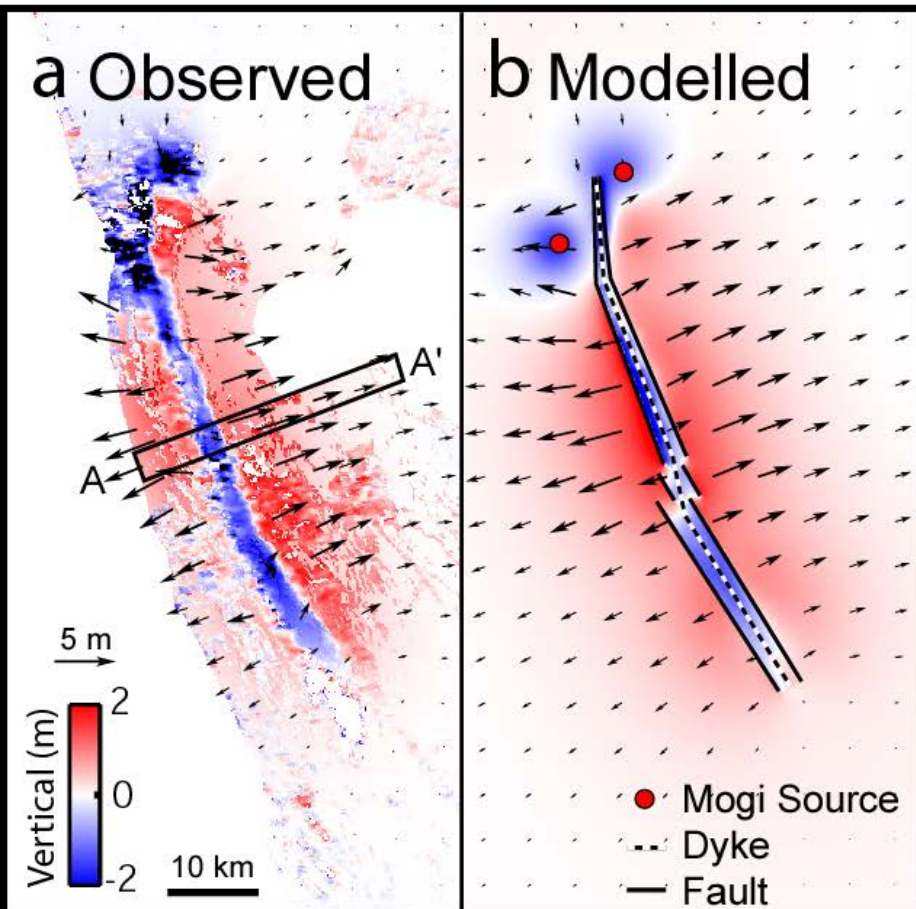 a Observed
b Modelled
A'
A
5 m
Vertical (m)
2
0
-2
10 km
Mogi Source
Dyke
Fault